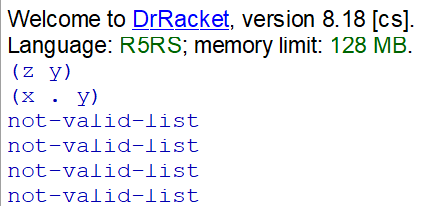 Welcome to DrRacket, version 8.18 [cs].
Language: R5RS; memory limit: 128 MB.
(z y)
(x . y)
not-valid-list
not-valid-list
not-valid-list
not-valid-list